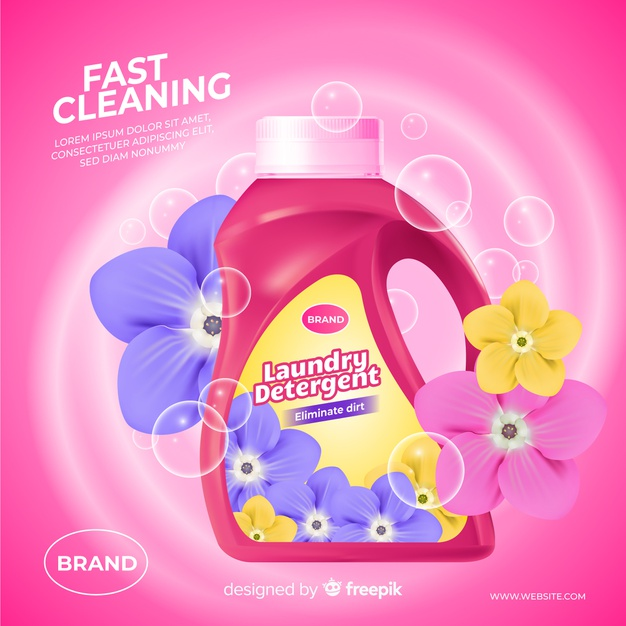 FAST
CLEANING
LOREM IPSUM DOLOR SIT AMET,
CONSECTETUER ADIPISCING ELIT,
SED DIAM NONUMMY
BRAND
Laundry
Detergent
Eliminate dirt
BRAND
designed by freepik
WWW.WEBSITE.COM